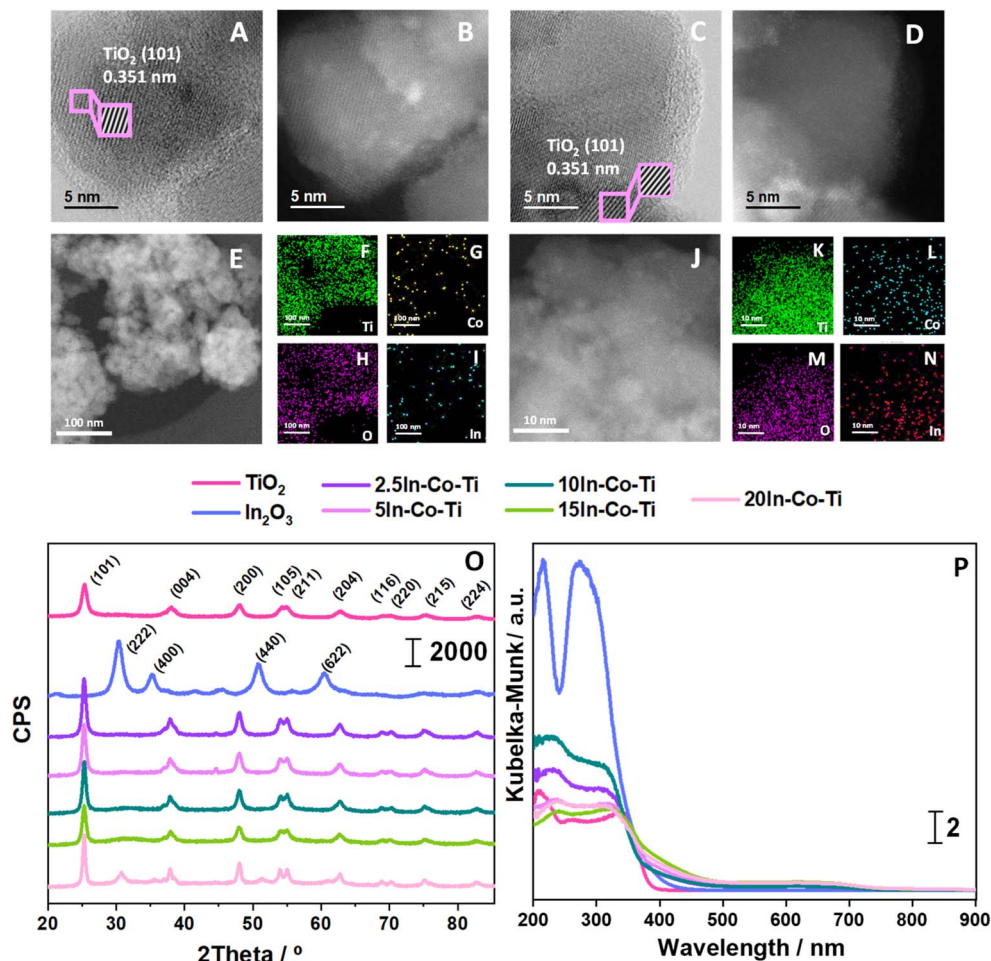 A
TiO₂ (101)
0.351 nm
5 nm
B
5 nm
C
TiO₂ (101)
0.351 nm
5 nm
D
5 nm
E
100 nm
F
100 nm
Ti
G
100 nm
Co
H
100 nm
O
I
100 nm
In
J
10 nm
K
10 nm
Ti
L
10 nm
Co
M
10 nm
O
N
10 nm
In
TiO₂
2.5In-Co-Ti
10In-Co-Ti
20In-Co-Ti
In₂O₃
5In-Co-Ti
15In-Co-Ti
O
(101)
(004)
(200)
(105)
(211)
(204)
(116)
(220)
(215)
(224)
(222)
(400)
(440)
(622)
2000
CPS
20 30 40 50 60 70 80
2Theta / º
P
Kubelka-Munk / a.u.
2
200 300 400 500 600 700 800 900
Wavelength / nm